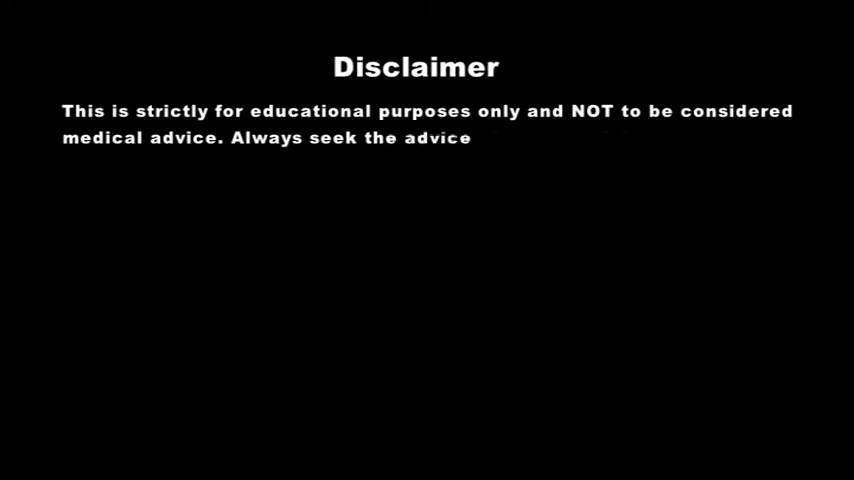 Disclaimer
This is strictly for educational purposes only and NOT to be considered
medical advice. Always seek the advice